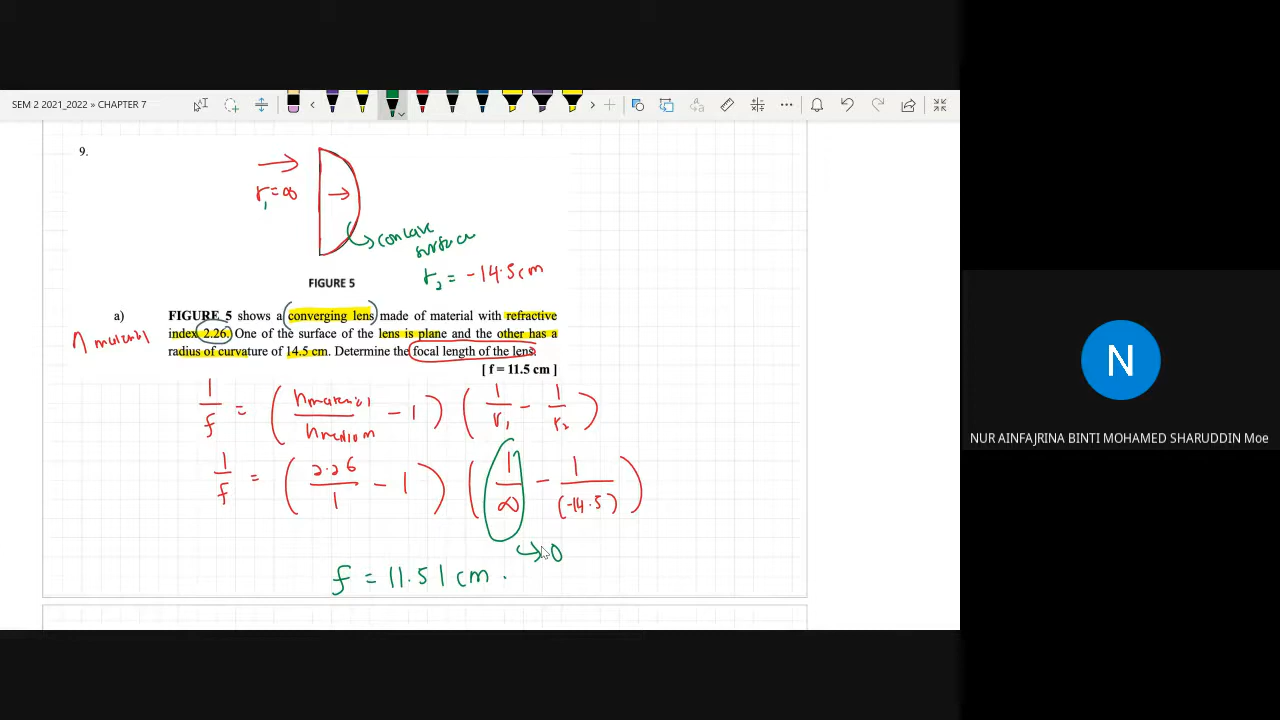 SEM 2 2021_2022 » CHAPTER 7
9.
r₁ = ∞
concave
surface
r₂ = -14.5cm
FIGURE 5
a) FIGURE 5 shows a converging lens made of material with refractive
index 2.26. One of the surface of the lens is plane and the other has a
radius of curvature of 14.5 cm. Determine the focal length of the lens.
n material
[ f = 11.5 cm ]
1/f = (nmaterial/nmedium - 1) (1/r₁ - 1/r₂)
1/f = (2.26/1 - 1) (1/∞ - 1/(-14.5))
0
f = 11.51 cm.
N
NUR AINFAJRINA BINTI MOHAMED SHARUDDIN Moe